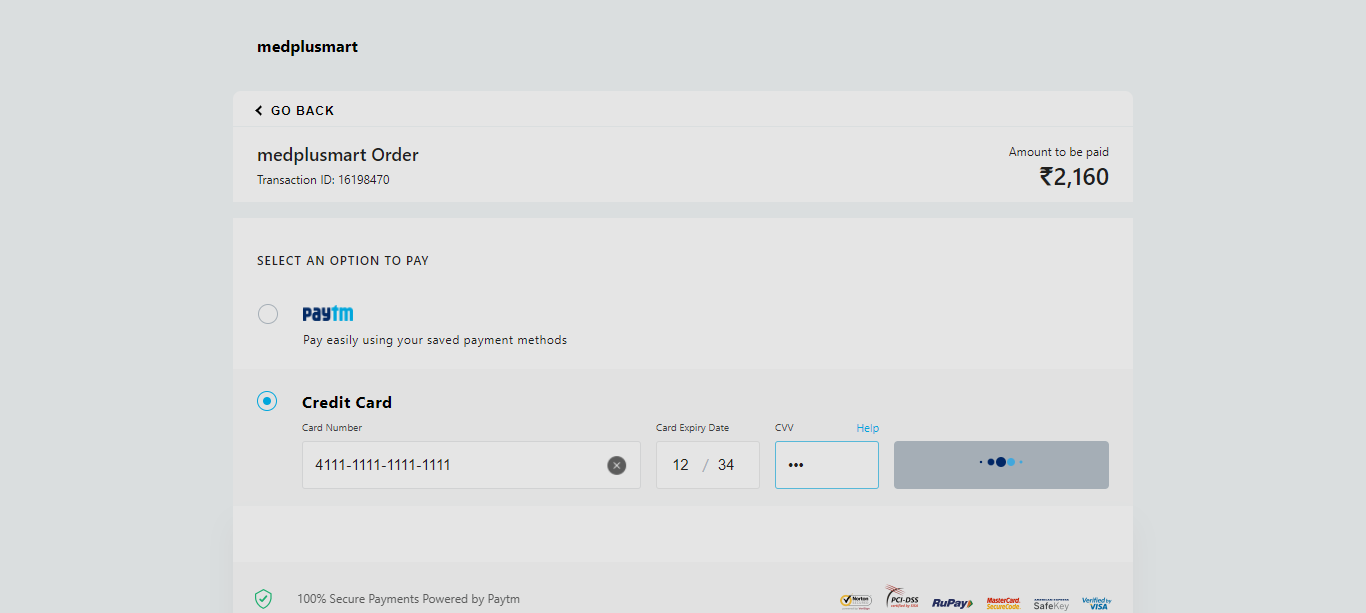 medplusmart
GO BACK
medplusmart Order
Transaction ID: 16198470
Amount to be paid
₹2,160
SELECT AN OPTION TO PAY
paytm
Pay easily using your saved payment methods
Credit Card
Card Number
Card Expiry Date
CVV
Help
4111-1111-1111-1111
12 / 34
•••
100% Secure Payments Powered by Paytm
Norton
PCI-DSS
RuPay
MasterCard.
SecureCode.
AMERICAN EXPRESS
SafeKey
Verified by
VISA